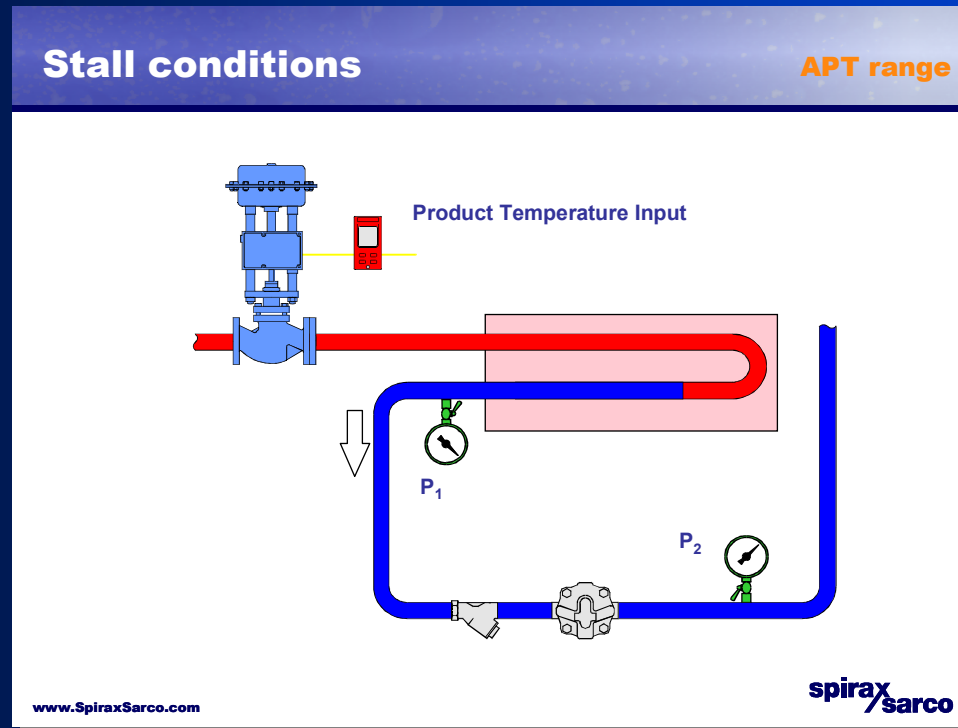 Stall conditions
APT range
Product Temperature Input
P₁
P₂
www.SpiraxSarco.com
spirax
sarco